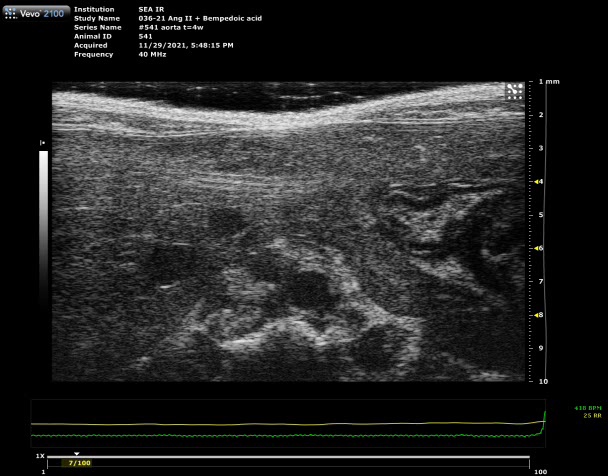 Vevo 2100
Institution SEA IR
Study Name 036-21 Ang II + Bempedoic acid
Series Name #541 aorta t=4w
Animal ID 541
Acquired 11/29/2021, 5:48:15 PM
Frequency 40 MHz
1 mm
2
3
4
5
6
7
8
9
10
418 BPM
25 RR
1X
7/100
1 100